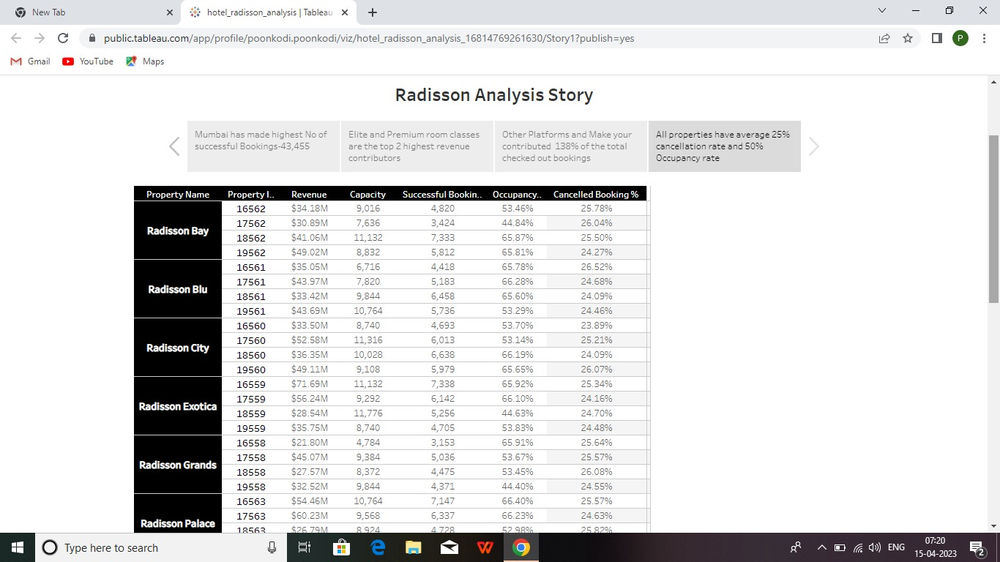 New Tab
hotel_radisson_analysis | Tableau
public.tableau.com/app/profile/poonkodi.poonkodi/viz/hotel_radisson_analysis_16814769261630/Story1?publish=yes
P
Gmail YouTube Maps
Radisson Analysis Story
Mumbai has made highest No of
successful Bookings-43,455
Elite and Premium room classes
are the top 2 highest revenue
contributors
Other Platforms and Make your
contributed 138% of the total
checked out bookings
All properties have average 25%
cancellation rate and 50%
Occupancy rate
Property Name Property I.. Revenue Capacity Successful Bookin.. Occupancy.. Cancelled Booking %
Radisson Bay
16562 $34.18M 9,016 4,820 53.46% 25.78%
17562 $30.89M 7,636 3,424 44.84% 26.04%
18562 $41.06M 11,132 7,333 65.87% 25.50%
19562 $49.02M 8,832 5,812 65.81% 24.27%
Radisson Blu
16561 $35.05M 6,716 4,418 65.78% 26.52%
17561 $43.97M 7,820 5,183 66.28% 24.68%
18561 $33.42M 9,844 6,458 65.60% 24.09%
19561 $43.69M 10,764 5,736 53.29% 24.46%
Radisson City
16560 $33.50M 8,740 4,693 53.70% 23.89%
17560 $52.58M 11,316 6,013 53.14% 25.21%
18560 $36.35M 10,028 6,638 66.19% 24.09%
19560 $49.11M 9,108 5,979 65.65% 26.07%
Radisson Exotica
16559 $71.69M 11,132 7,338 65.92% 25.34%
17559 $56.24M 9,292 6,142 66.10% 24.16%
18559 $28.54M 11,776 5,256 44.63% 24.70%
19559 $35.75M 8,740 4,705 53.83% 24.48%
Radisson Grands
16558 $21.80M 4,784 3,153 65.91% 25.64%
17558 $45.07M 9,384 5,036 53.67% 25.57%
18558 $27.57M 8,372 4,475 53.45% 26.08%
19558 $32.52M 9,844 4,371 44.40% 24.55%
Radisson Palace
16563 $54.46M 10,764 7,147 66.40% 25.57%
17563 $60.23M 9,568 6,337 66.23% 24.63%
18563 $26.79M 8,924 4,728 52.98% 25.82%
Type here to search
ENG
07:20
15-04-2023
2